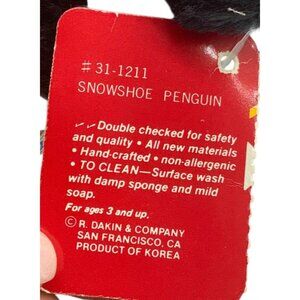 # 31-1211
SNOWSHOE PENGUIN
✓✓Double checked for safety
and quality • All new materials
• Hand-crafted • non-allergenic
• TO CLEAN—Surface wash
with damp sponge and mild
soap.
For ages 3 and up.
© R. DAKIN & COMPANY
SAN FRANCISCO, CA
PRODUCT OF KOREA